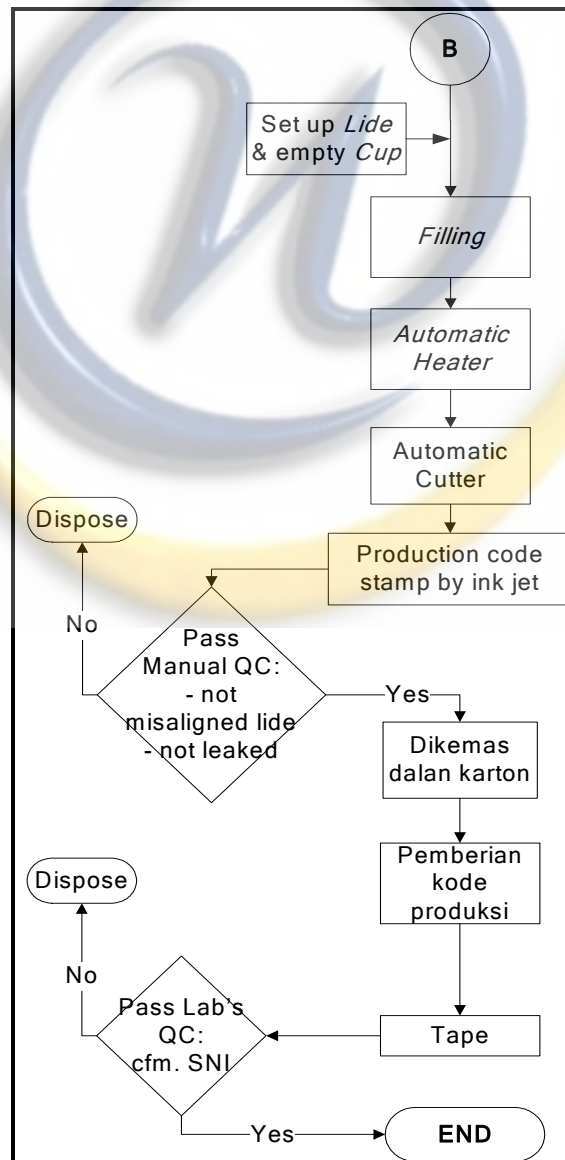 B
Set up Lide
& empty Cup
Filling
Automatic
Heater
Automatic
Cutter
Production code
stamp by ink jet
Dispose
No
Pass
Manual QC:
- not
misaligned lide
- not leaked
Yes
Dikemas
dalan karton
Pemberian
kode
produksi
Tape
Dispose
No
Pass Lab's
QC:
cfm. SNI
Yes
END